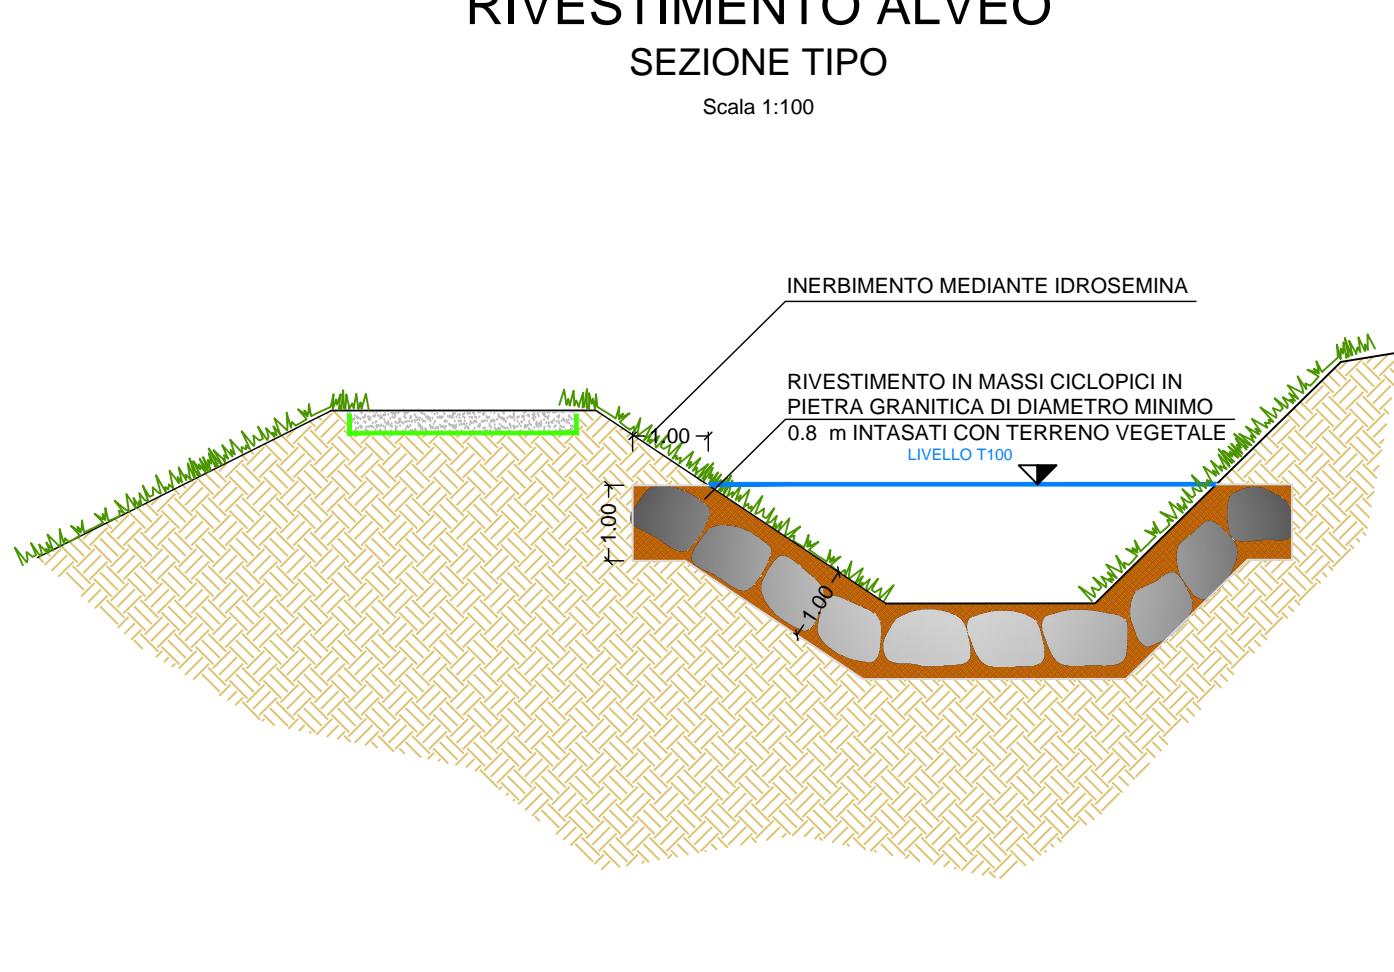 RIVESTIMENTO ALVEO
SEZIONE TIPO
Scala 1:100
INERBIMENTO MEDIANTE IDROSEMINA
RIVESTIMENTO IN MASSI CICLOPICI IN
PIETRA GRANITICA DI DIAMETRO MINIMO
0.8 m INTASATI CON TERRENO VEGETALE
LIVELLO T100
1.00
1.00
1.00